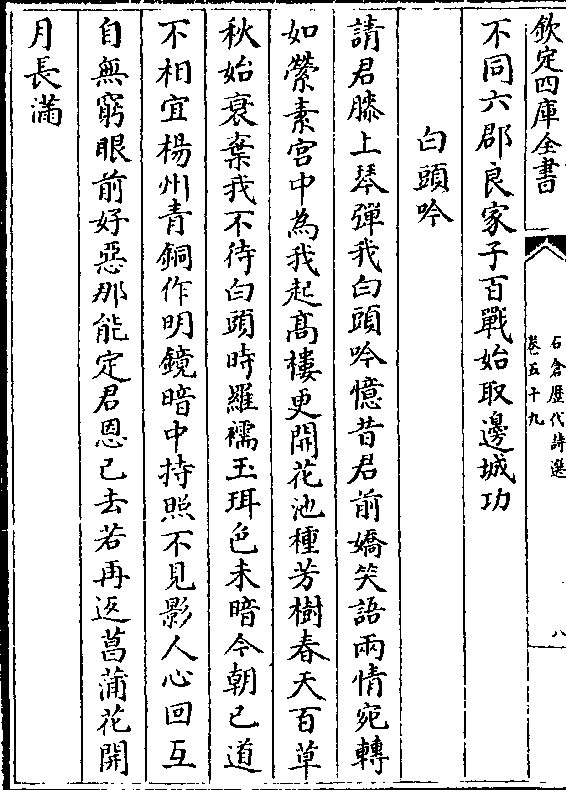 欽定四庫全書
石倉歷代詩選
卷五十九
八
不同六郡良家子百戰始取邊城功
白頭吟
請君膝上琴彈我白頭吟憶昔君前嬌笑語兩情宛轉
如縈素宮中為我起髙樓更開花池種芳樹春天百草
秋始衰棄我不待白頭時羅襦玉珥色未暗今朝已道
不相宜楊州青銅作明鏡暗中持照不見影人心回互
自無窮眼前好惡那能定君恩已去若再返菖蒲花開
月長滿